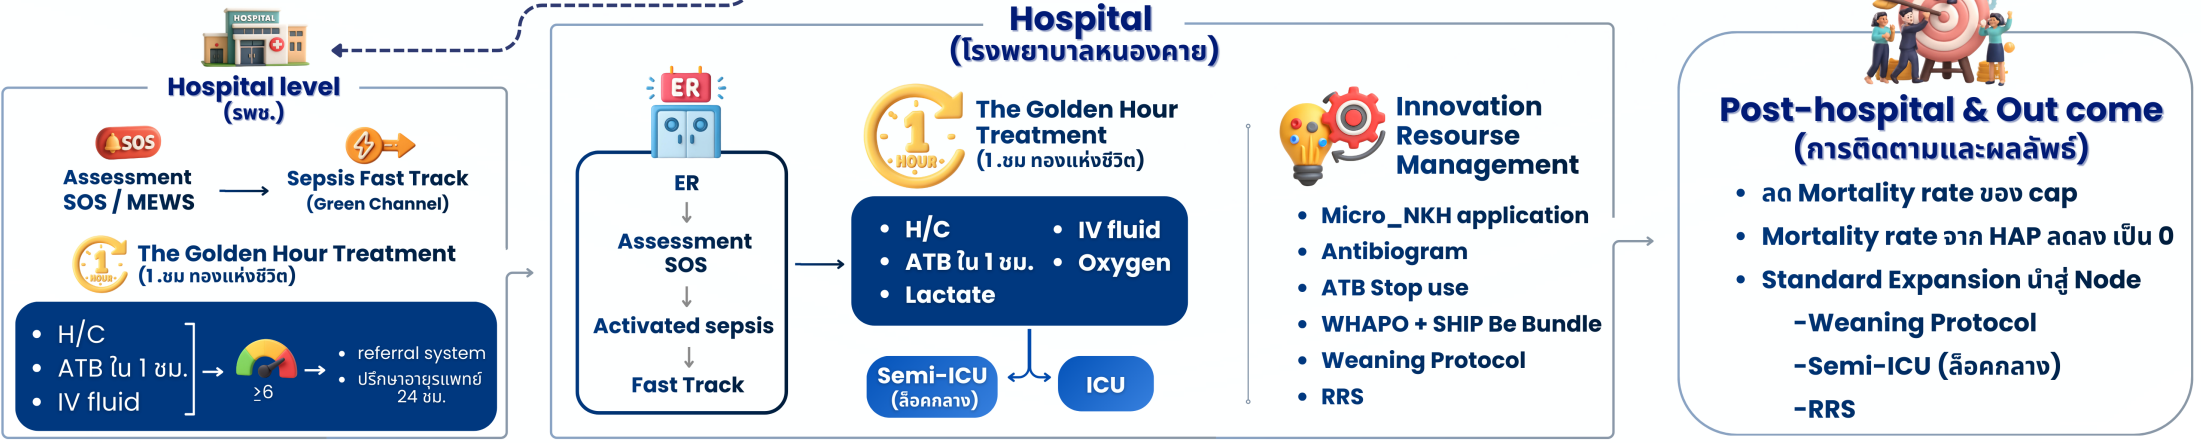 HOSPITAL
Hospital level
(รพช.)
SOS
Assessment
SOS / MEWS
Sepsis Fast Track
(Green Channel)
1
HOUR
The Golden Hour Treatment
(1 .ชม ทองแห่งชีวิต)
• H/C
• ATB ใน 1 ชม.
• IV fluid
≥6
• referral system
• ปรึกษาอายุรแพทย์
24 ชม.
Hospital
(โรงพยาบาลหนองคาย)
ER
ER
Assessment
SOS
Activated sepsis
Fast Track
1
HOUR
The Golden Hour
Treatment
(1 .ชม ทองแห่งชีวิต)
• H/C
• ATB ใน 1 ชม.
• Lactate
• IV fluid
• Oxygen
Semi-ICU
(ล็อคกลาง)
ICU
Innovation
Resourse
Management
• Micro_NKH application
• Antibiogram
• ATB Stop use
• WHAPO + SHIP Be Bundle
• Weaning Protocol
• RRS
Post-hospital & Out come
(การติดตามและผลลัพธ์)
• ลด Mortality rate ของ cap
• Mortality rate จาก HAP ลดลง เป็น 0
• Standard Expansion นำสู่ Node
-Weaning Protocol
-Semi-ICU (ล็อคกลาง)
-RRS